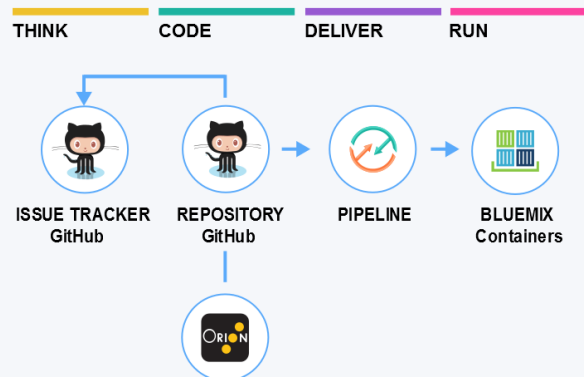 THINK
CODE
DELIVER
RUN
ISSUE TRACKER
GitHub
REPOSITORY
GitHub
PIPELINE
BLUEMIX
Containers
ORION